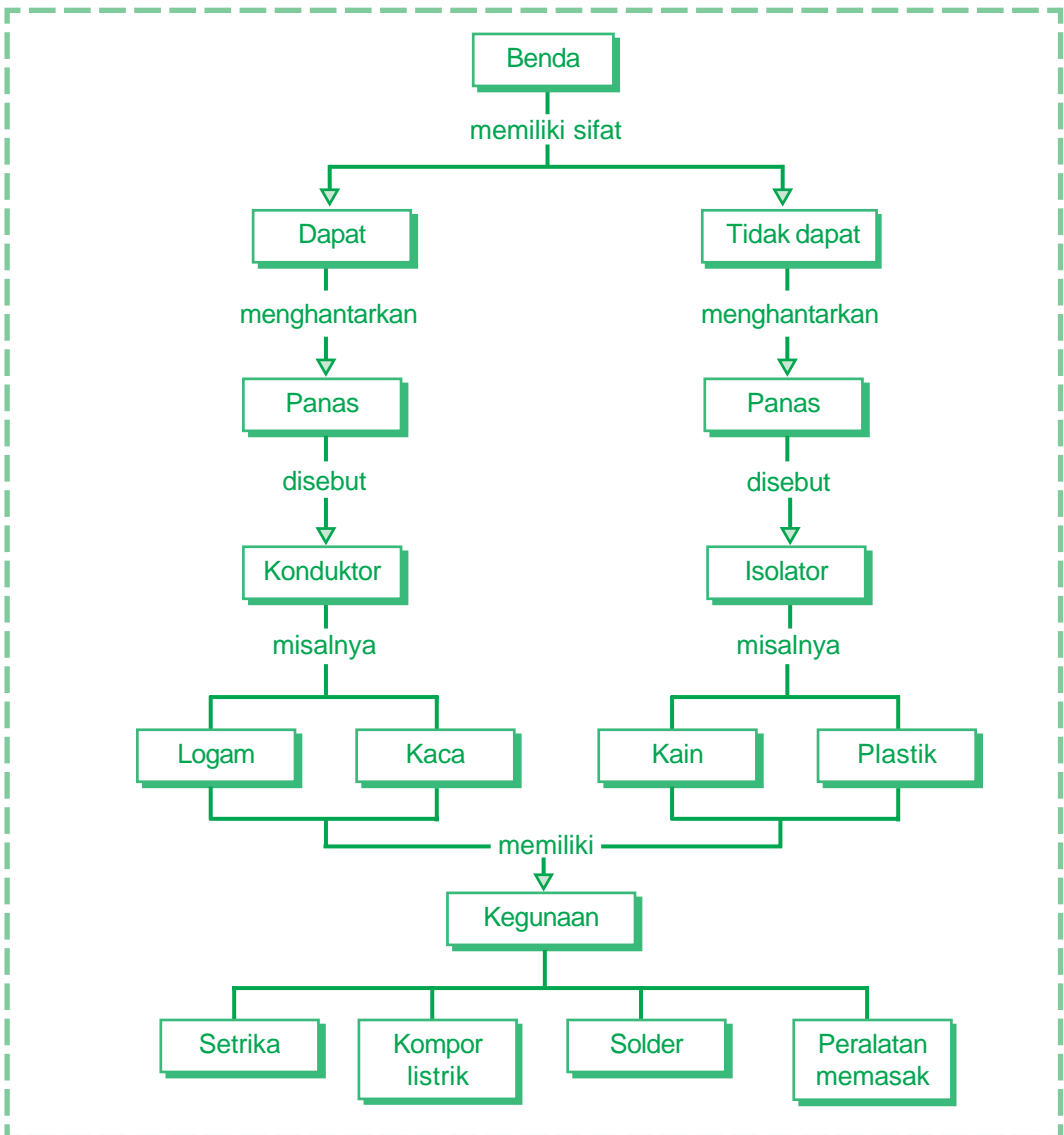 Benda
memiliki sifat
Dapat
Tidak dapat
menghantarkan
menghantarkan
Panas
Panas
disebut
disebut
Konduktor
Isolator
misalnya
misalnya
Logam
Kaca
Kain
Plastik
memiliki
Kegunaan
Setrika
Kompor
listrik
Solder
Peralatan
memasak